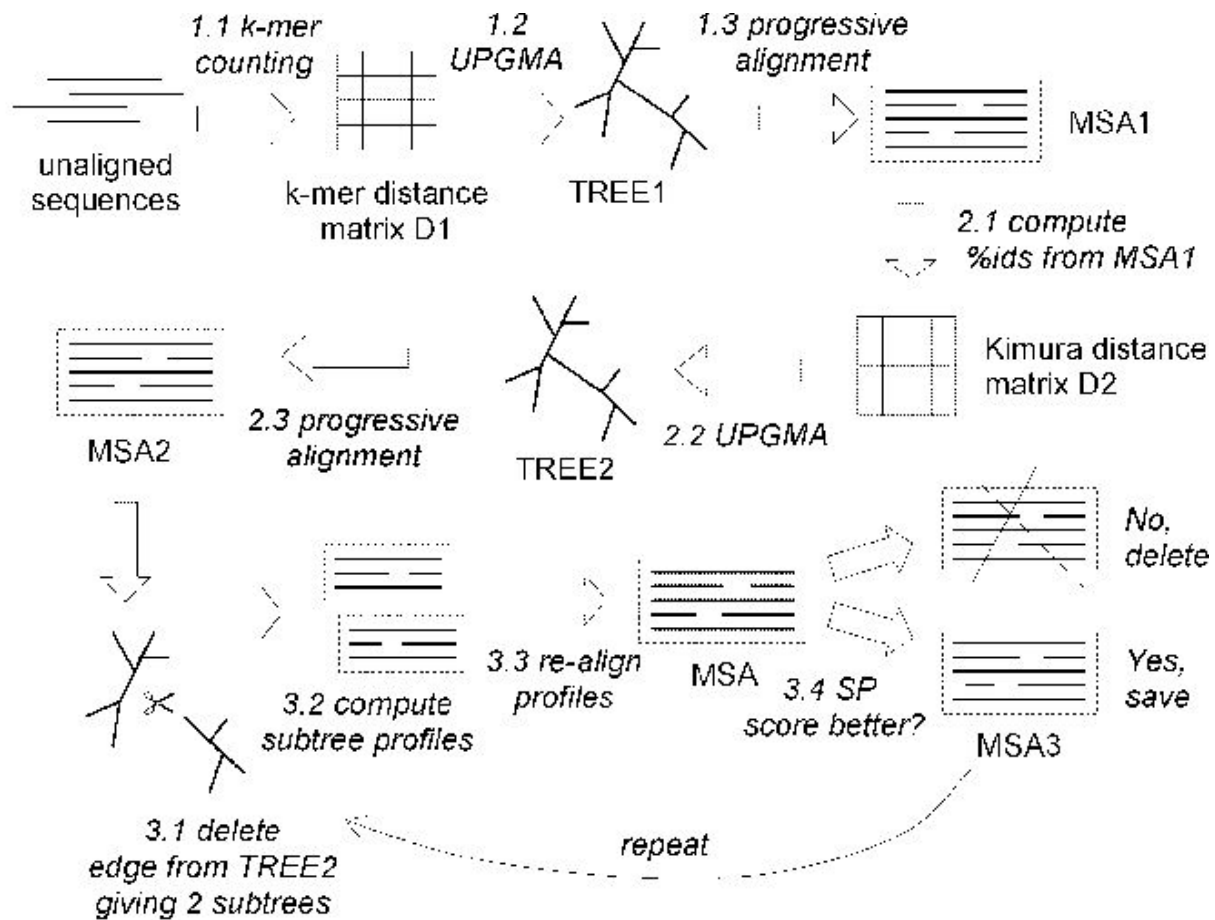 1.1 k-mer
counting
1.2
UPGMA
1.3 progressive
alignment
unaligned
sequences
k-mer distance
matrix D1
TREE1
MSA1
2.1 compute
%ids from MSA1
Kimura distance
matrix D2
2.2 UPGMA
TREE2
2.3 progressive
alignment
MSA2
3.1 delete
edge from TREE2
giving 2 subtrees
3.2 compute
subtree profiles
3.3 re-align
profiles
MSA
3.4 SP
score better?
No,
delete
Yes,
save
MSA3
repeat